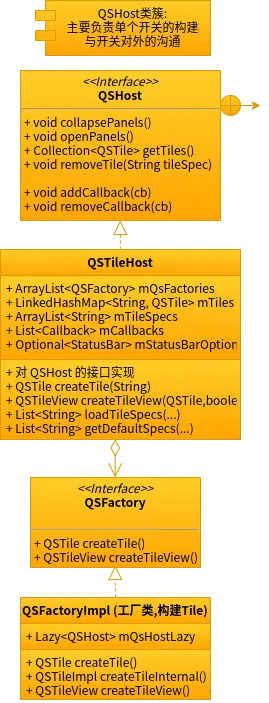 QSHost类簇:
主要负责单个开关的构建
与开关对外的沟通
<<Interface>>
QSHost
+ void collapsePanels()
+ void openPanels()
+ Collection<QSTile> getTiles()
+ void removeTile(String tileSpec)
+ void addCallback(cb)
+ void removeCallback(cb)
QSTileHost
+ ArrayList<QSFactory> mQsFactories
+ LinkedHashMap<String, QSTile> mTiles
+ ArrayList<String> mTileSpecs
+ List<Callback> mCallbacks
+ Optional<StatusBar> mStatusBarOption
+ 对 QSHost 的接口实现
+ QSTile createTile(String)
+ QSTileView createTileView(QSTile,boole
+ List<String> loadTileSpecs(...)
+ List<String> getDefaultSpecs(...)
<<Interface>>
QSFactory
+ QSTile createTile()
+ QSTileView createTileView()
QSFactoryImpl (工厂类,构建Tile)
+ Lazy<QSHost> mQsHostLazy
+ QSTile createTile()
+ QSTileImpl createTileInternal()
+ QSTileView createTileView()